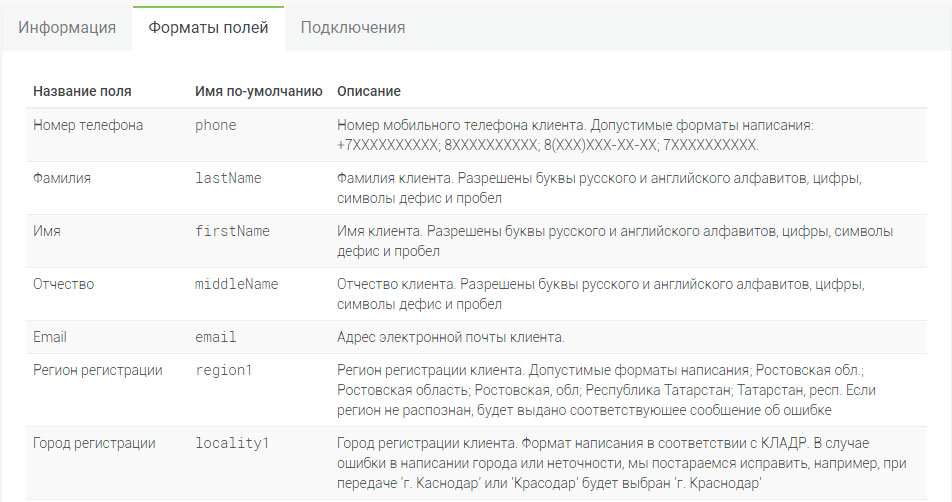 Информация Форматы полей Подключения
Название поля Имя по-умолчанию Описание
Номер телефона phone Номер мобильного телефона клиента. Допустимые форматы написания:
+7XXXXXXXXXX; 8XXXXXXXXXX; 8(XXX)XXX-XX-XX; 7XXXXXXXXXX.
Фамилия lastName Фамилия клиента. Разрешены буквы русского и английского алфавитов, цифры,
символы дефис и пробел
Имя firstName Имя клиента. Разрешены буквы русского и английского алфавитов, цифры, символы
дефис и пробел
Отчество middleName Отчество клиента. Разрешены буквы русского и английского алфавитов, цифры,
символы дефис и пробел
Email email Адрес электронной почты клиента.
Регион регистрации region1 Регион регистрации клиента. Допустимые форматы написания; Ростовская обл.;
Ростовская область; Ростовская, обл; Республика Татарстан; Татарстан, респ. Если
регион не распознан, будет выдано соответствующее сообщение об ошибке
Город регистрации locality1 Город регистрации клиента. Формат написания в соответствии с КЛАДР. В случае
ошибки в написании города или неточности, мы постараемся исправить, например, при
передаче 'г. Каснодар' или 'Красодар' будет выбран 'г. Краснодар'